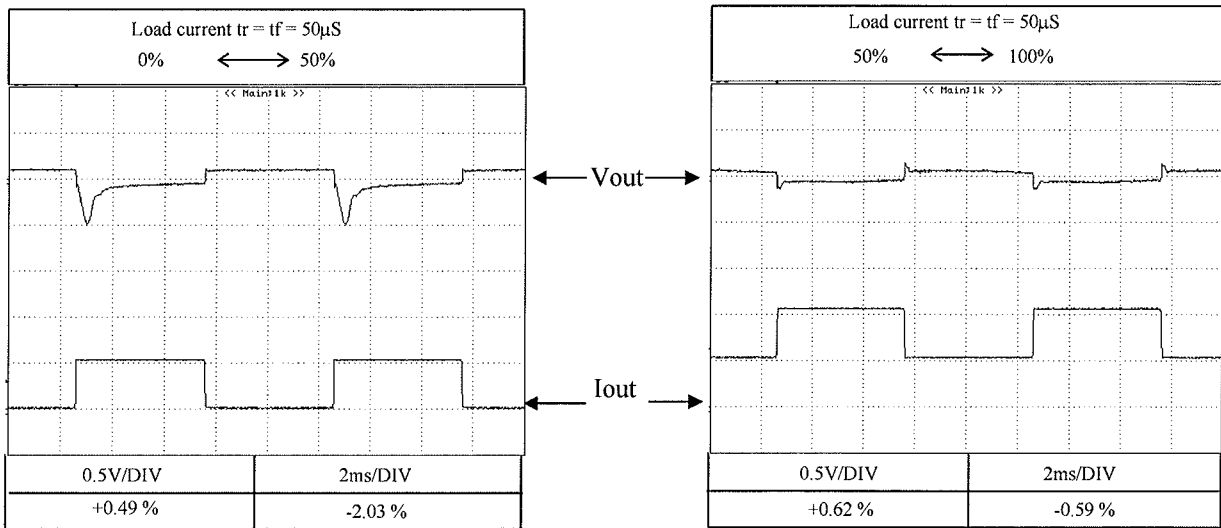 Load current tr = tf = 50µS
0% 50%
<< Main:1k >>
0.5V/DIV 2ms/DIV
+0.49 % -2.03 %
Vout
Iout
Load current tr = tf = 50µS
50% 100%
<< Main:1k >>
0.5V/DIV 2ms/DIV
+0.62 % -0.59 %